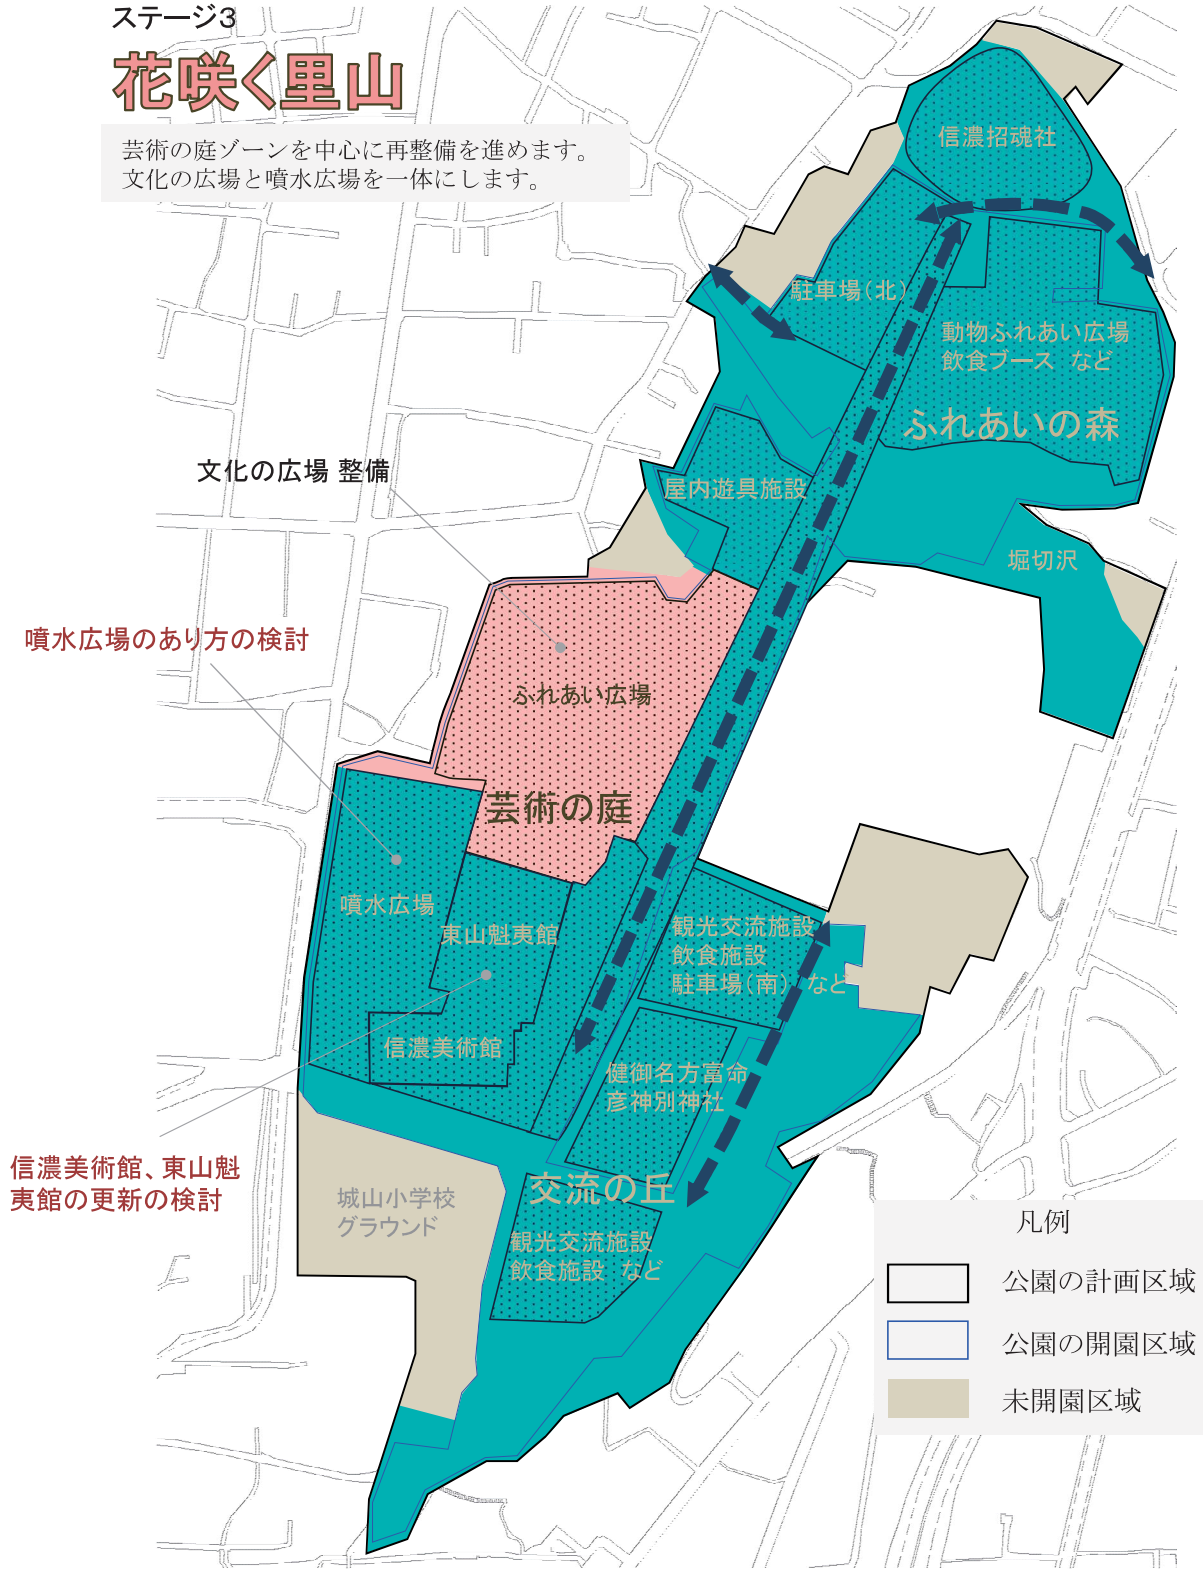 ステージ3
花咲く里山
芸術の庭ゾーンを中心に再整備を進めます。
文化の広場と噴水広場を一体にします。
信濃招魂社
駐車場(北)
動物ふれあい広場
飲食ブース など
ふれあいの森
文化の広場 整備
屋内遊具施設
堀切沢
噴水広場のあり方の検討
ふれあい広場
芸術の庭
噴水広場
東山魁夷館
観光交流施設
飲食施設
駐車場(南) など
信濃美術館
健御名方富命
彦神別神社
信濃美術館、東山魁
夷館の更新の検討
交流の丘
城山小学校
グラウンド
観光交流施設
飲食施設 など
凡例
公園の計画区域
公園の開園区域
未開園区域